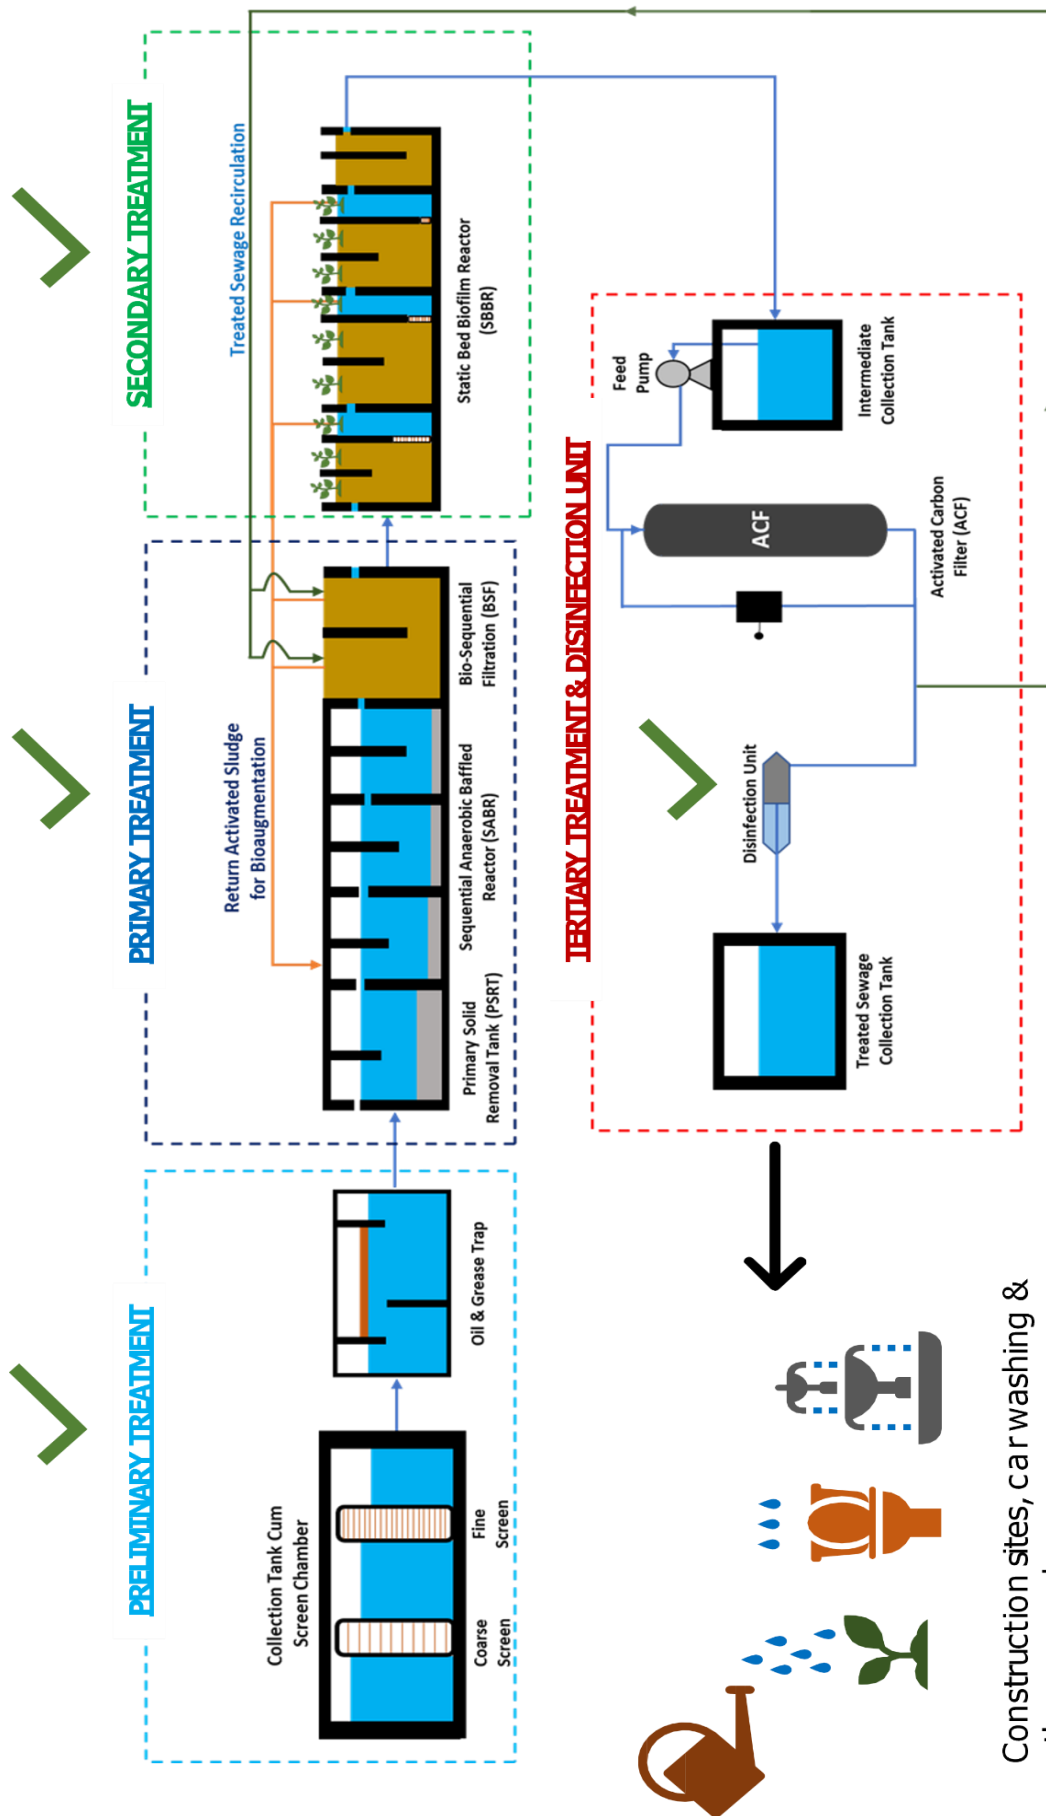 PRELIMINARY TREATMENT
Collection Tank Cum
Screen Chamber
Coarse
Screen
Fine
Screen
Oil & Grease Trap
PRIMARY TREATMENT
Return Activated Sludge
for Bioaugmentation
Primary Solid
Removal Tank (PSRT)
Sequential Anaerobic Baffled
Reactor (SABR)
Bio-Sequential
Filtration (BSF)
SECONDARY TREATMENT
Treated Sewage Recirculation
Static Bed Biofilm Reactor
(SBBR)
TERTIARY TREATMENT & DISINFECTION UNIT
Feed
Pump
Intermediate
Collection Tank
ACF
Activated Carbon
Filter (ACF)
Disinfection Unit
Treated Sewage
Collection Tank
Construction sites, car washing &